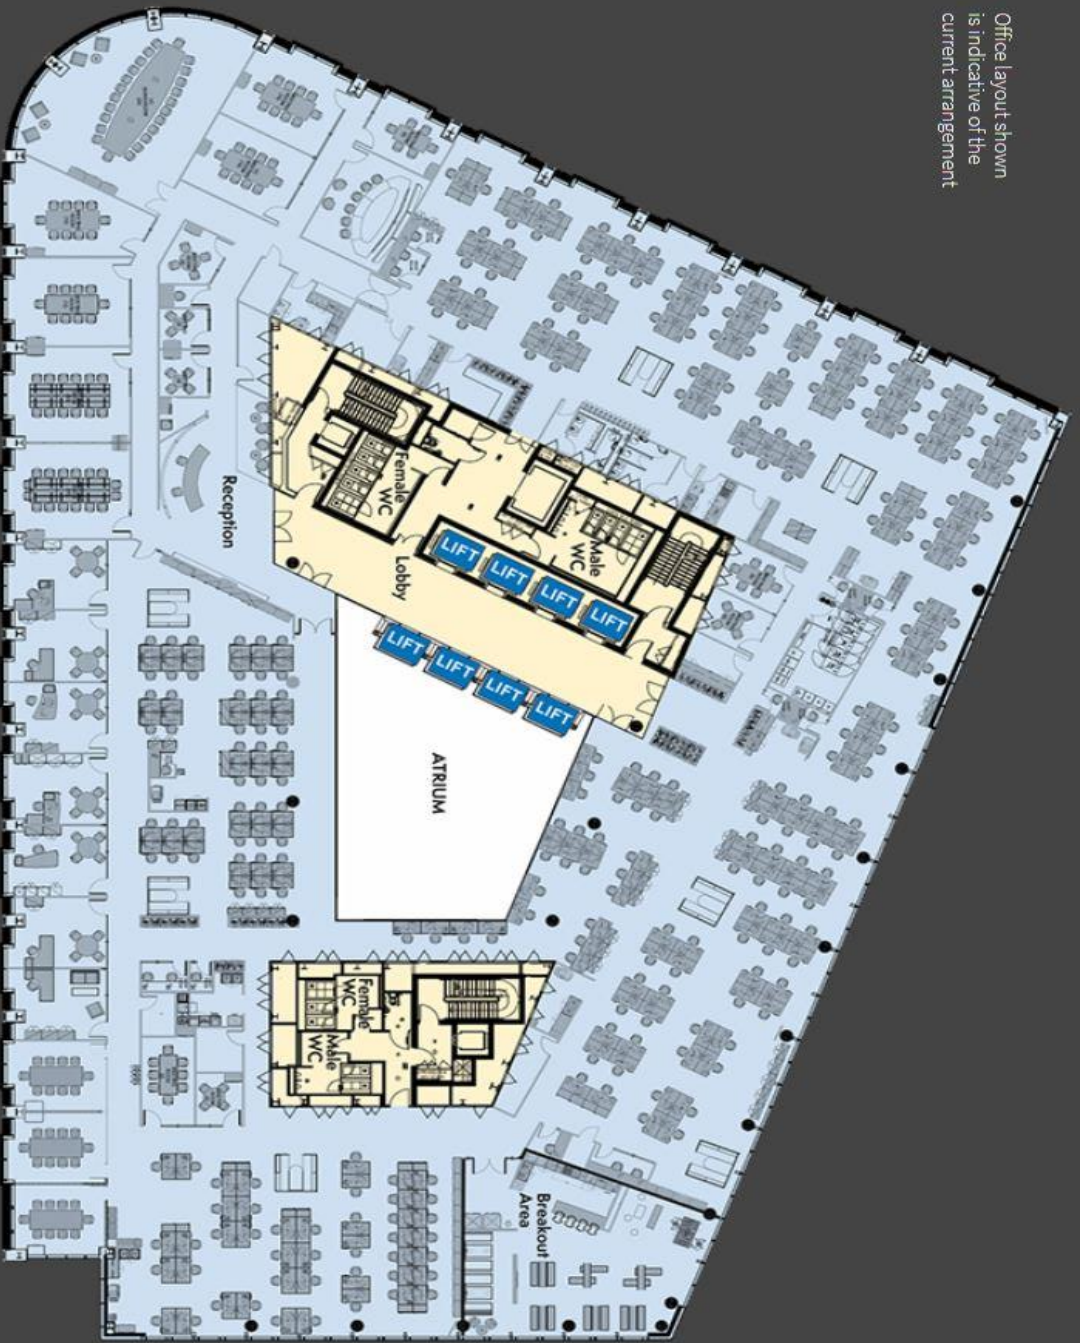 Office layout shown
is indicative of the
current arrangement
Reception
Female
WC
Lobby
Male
WC
LIFT
LIFT
LIFT
LIFT
LIFT
LIFT
LIFT
LIFT
ATRIUM
Female
WC
Male
WC
Breakout
Area